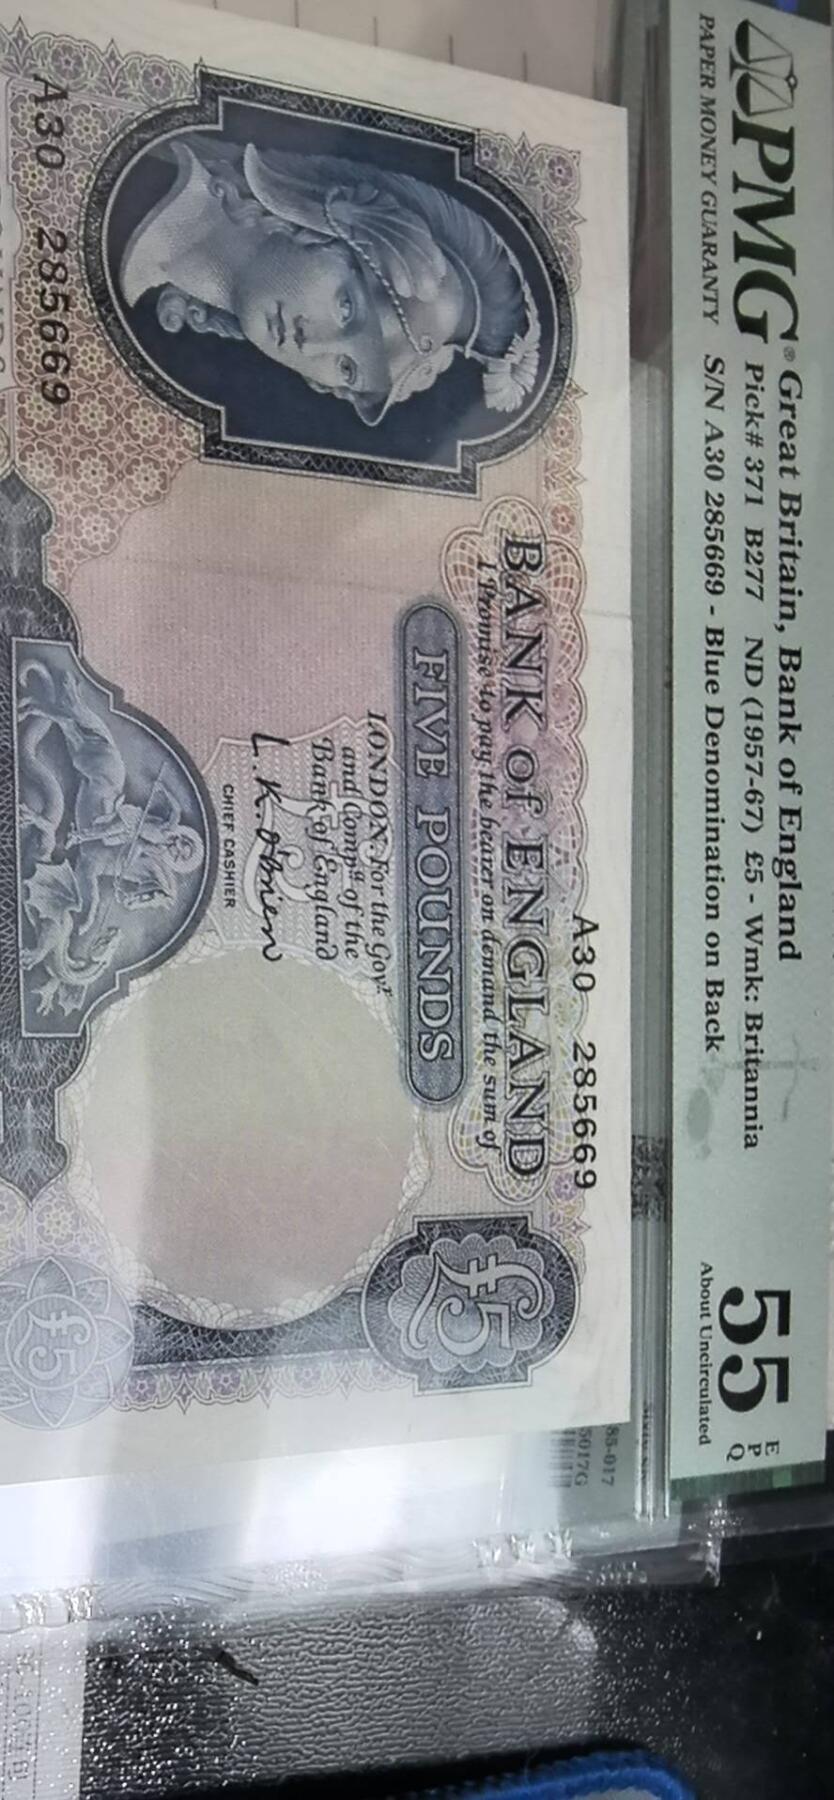 PMG®
PAPER MONEY GUARANTY
Great Britain, Bank of England
Pick# 371 B277 ND (1957-67) £5 - Wmk: Britannia
S/N A30 285669 - Blue Denomination on Back
55 EPQ
About Uncirculated
85-017
5017G
A30 285669
BANK of ENGLAND
I Promise to pay the bearer on demand the sum of
FIVE POUNDS
£5
LONDON, For the Govr
and Compa of the
Bank of England
L.K. O'Brien
CHIEF CASHIER
A30 285669
£5